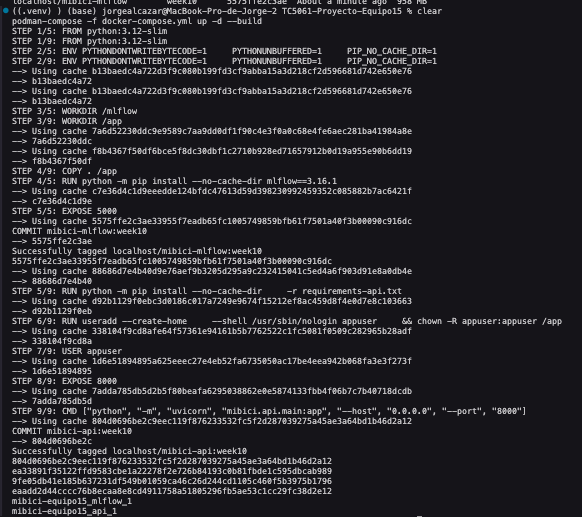 localhost/mibici-mlflow week10 About a minute ago 958 MB
((.venv) ) (base) jorgealcazar@MacBook-Pro-de-Jorge-2 TC5061-Proyecto-Equipo15 % clear
podman-compose -f docker-compose.yml up -d --build
STEP 1/5: FROM python:3.12-slim
STEP 1/9: FROM python:3.12-slim
STEP 2/5: ENV PYTHONDONTWRITEBYTECODE=1 PYTHONUNBUFFERED=1 PIP_NO_CACHE_DIR=1
STEP 2/9: ENV PYTHONDONTWRITEBYTECODE=1 PYTHONUNBUFFERED=1 PIP_NO_CACHE_DIR=1
--> Using cache b13baedc4a722d3f9c080b199fd3cf9abba15a3d218cf2d596681d742e650e76
--> b13baedc4a72
--> Using cache b13baedc4a722d3f9c080b199fd3cf9abba15a3d218cf2d596681d742e650e76
--> b13baedc4a72
STEP 3/5: WORKDIR /mlflow
STEP 3/9: WORKDIR /app
--> Using cache 7a6d52230ddc9e9589c7aa9dd0df1f90c4e3f0a0c68e4fe6aec281ba41984a8e
--> 7a6d52230ddc
--> Using cache f8b4367f50df6bce5f8dc30dbf1c2710b928ed71657912b0d19a955e90b6dd19
--> f8b4367f50df
STEP 4/9: COPY . /app
STEP 4/5: RUN python -m pip install --no-cache-dir mlflow==3.16.1
--> Using cache c7e36d4c1d9eeedde124bfdc47613d59d398230992459352c085882b7ac6421f
--> c7e36d4c1d9e
STEP 5/5: EXPOSE 5000
--> Using cache 5575ffe2c3ae33955f7eadb65fc1005749859bfb61f7501a40f3b00090c916dc
COMMIT mibici-mlflow:week10
--> 5575ffe2c3ae
Successfully tagged localhost/mibici-mlflow:week10
5575ffe2c3ae33955f7eadb65fc1005749859bfb61f7501a40f3b00090c916dc
--> Using cache 88686d7e4b40d9e76aef9b3205d295a9c232415041c5ed4a6f903d91e8a0db4e
--> 88686d7e4b40
STEP 5/9: RUN python -m pip install --no-cache-dir -r requirements-api.txt
--> Using cache d92b1129f0ebc3d0186c017a7249e9674f15212ef8ac459d8f4e0d7e8c103663
--> d92b1129f0eb
STEP 6/9: RUN useradd --create-home --shell /usr/sbin/nologin appuser && chown -R appuser:appuser /app
--> Using cache 338104f9cd8afe64f57361e94161b5b7762522c1fc5081f0509c282965b28adf
--> 338104f9cd8a
STEP 7/9: USER appuser
--> Using cache 1d6e51894895a625eeec27e4eb52fa6735050ac17be4eea942b068fa3e3f273f
--> 1d6e51894895
STEP 8/9: EXPOSE 8000
--> Using cache 7adda785db5d2b5f80beafa6295038862e0e5874133fbb4f06b7c7b40718dcdb
--> 7adda785db5d
STEP 9/9: CMD ["python", "-m", "uvicorn", "mibici.api.main:app", "--host", "0.0.0.0", "--port", "8000"]
--> Using cache 804d0696be2c9eec119f876233532fc5f2d287039275a45ae3a64bd1b46d2a12
COMMIT mibici-api:week10
--> 804d0696be2c
Successfully tagged localhost/mibici-api:week10
804d0696be2c9eec119f876233532fc5f2d287039275a45ae3a64bd1b46d2a12
ea33891f35122ffd9583cbe1a22278f2e726b84193c0b81fbde1c595dbcab989
9fe05db41e185b637231df549b01059ca46c26d244cd1105c460f5b3975b1796
eaadd2d44cccc76b8ecaa8e8cd4911758a51805296fb5ae53c1cc29fc38d2e12
mibici-equipo15_mlflow_1
mibici-equipo15_api_1